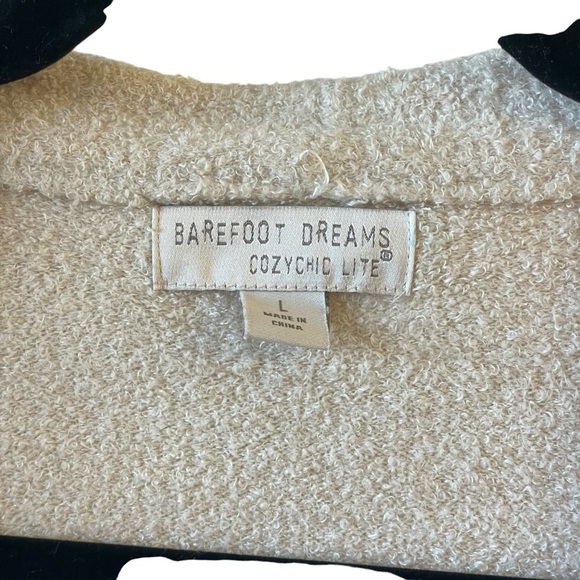 BAREFOOT DREAMS
COZYCHIC LITE®
L
MADE IN
CHINA